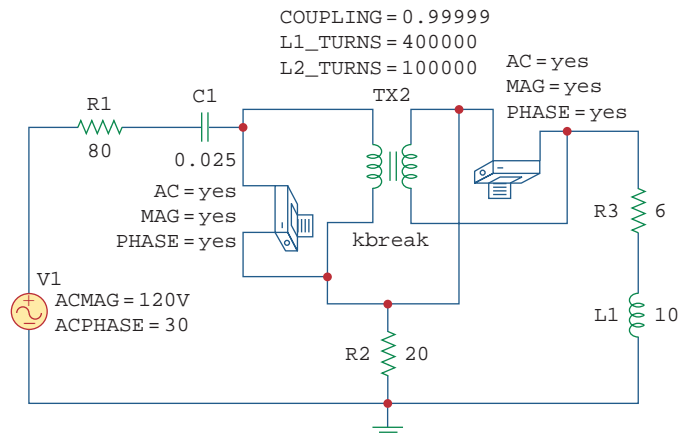 COUPLING = 0.99999
L1_TURNS = 400000
L2_TURNS = 100000
TX2
AC = yes
MAG = yes
PHASE = yes
R1
80
C1
0.025
AC = yes
MAG = yes
PHASE = yes
kbreak
R3
6
V1
ACMAG = 120V
ACPHASE = 30
+
−
L1
10
R2
20